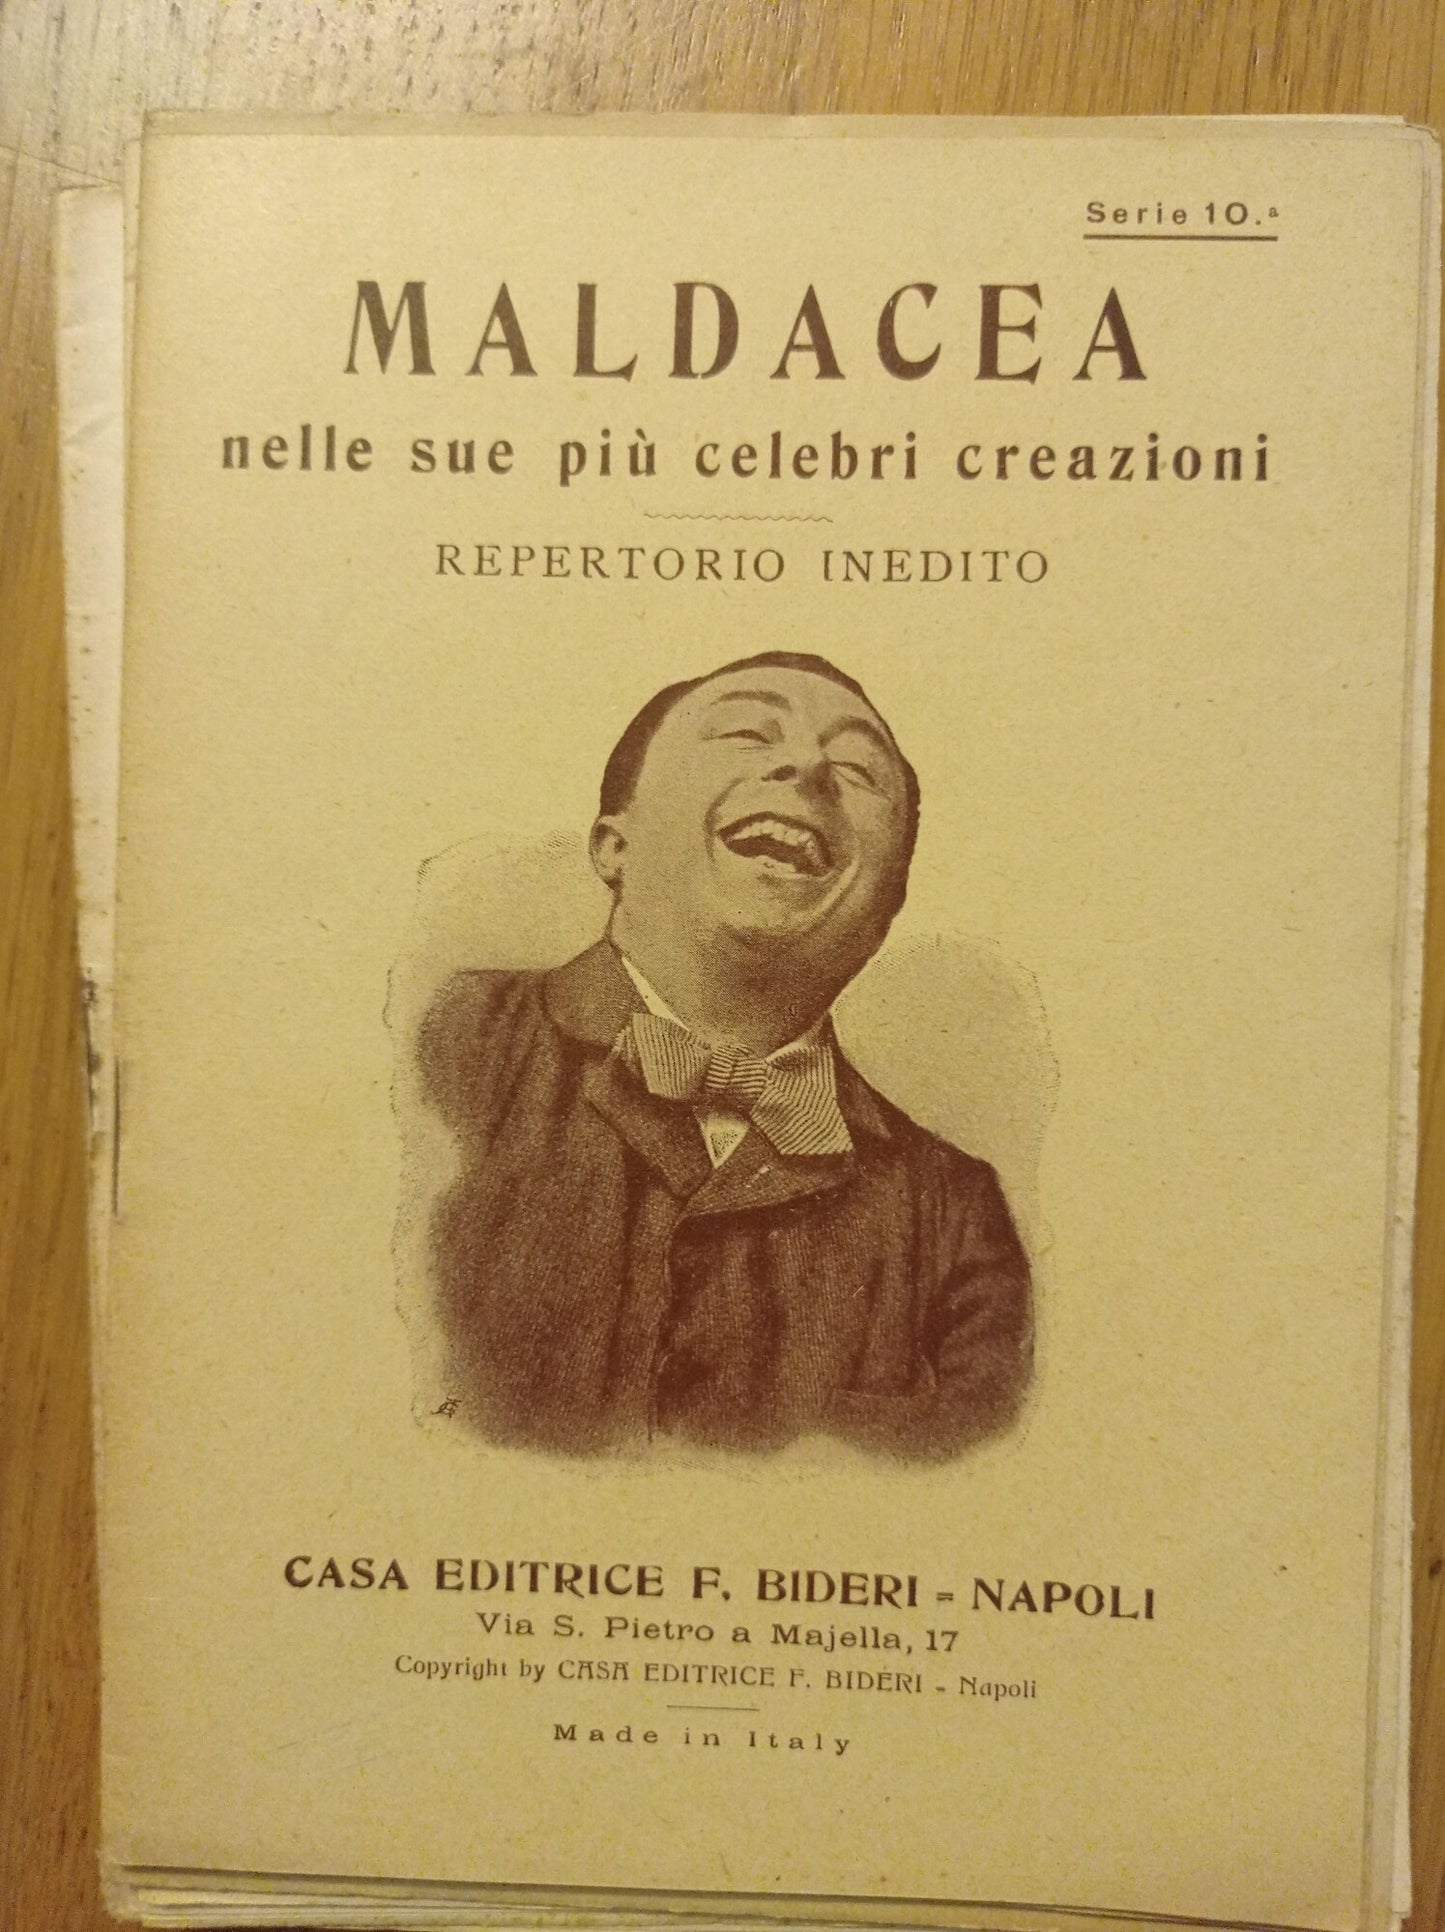 Serie 10.ª
MALDACEA
nelle sue più celebri creazioni
REPERTORIO INEDITO
CASA EDITRICE F. BIDERI = NAPOLI
Via S. Pietro a Majella, 17
Copyright by CASA EDITRICE F. BIDERI - Napoli
Made in Italy